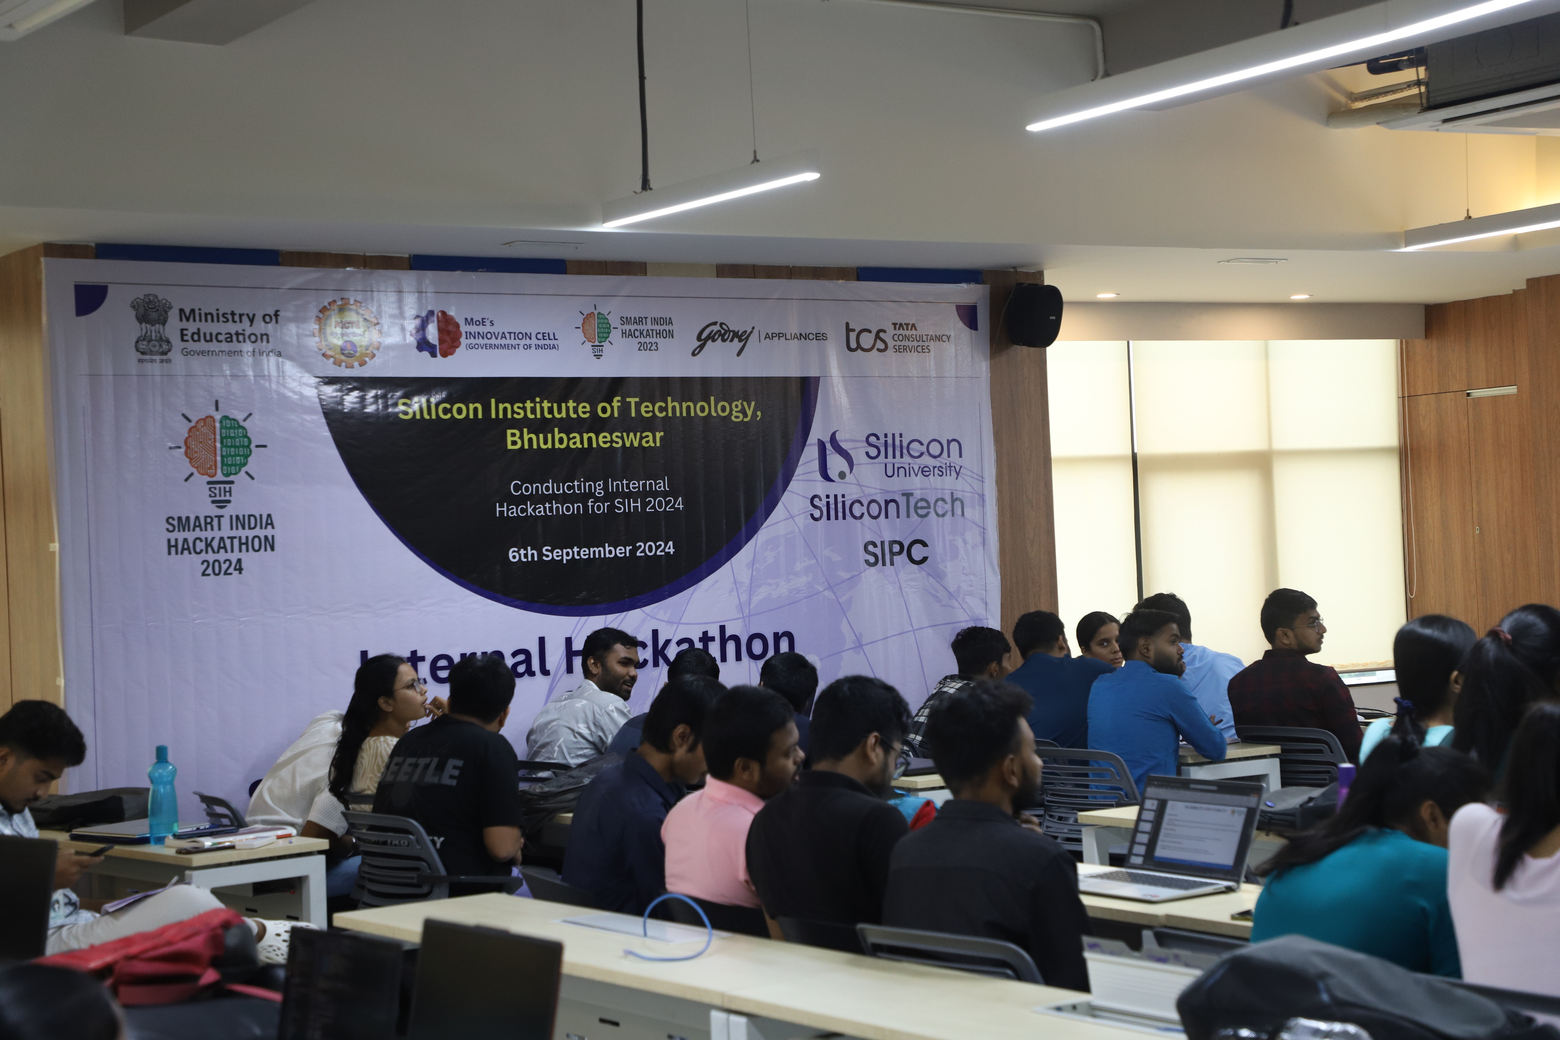 Ministry of
Education
Government of India
MoE's
INNOVATION CELL
(GOVERNMENT OF INDIA)
SIH
SMART INDIA
HACKATHON
2023
Godrej | APPLIANCES
tcs TATA
CONSULTANCY
SERVICES
Silicon Institute of Technology,
Bhubaneswar
Conducting Internal
Hackathon for SIH 2024
6th September 2024
SIH
SMART INDIA
HACKATHON
2024
Silicon
University
SiliconTech
SIPC
Internal Hackathon
EETLE